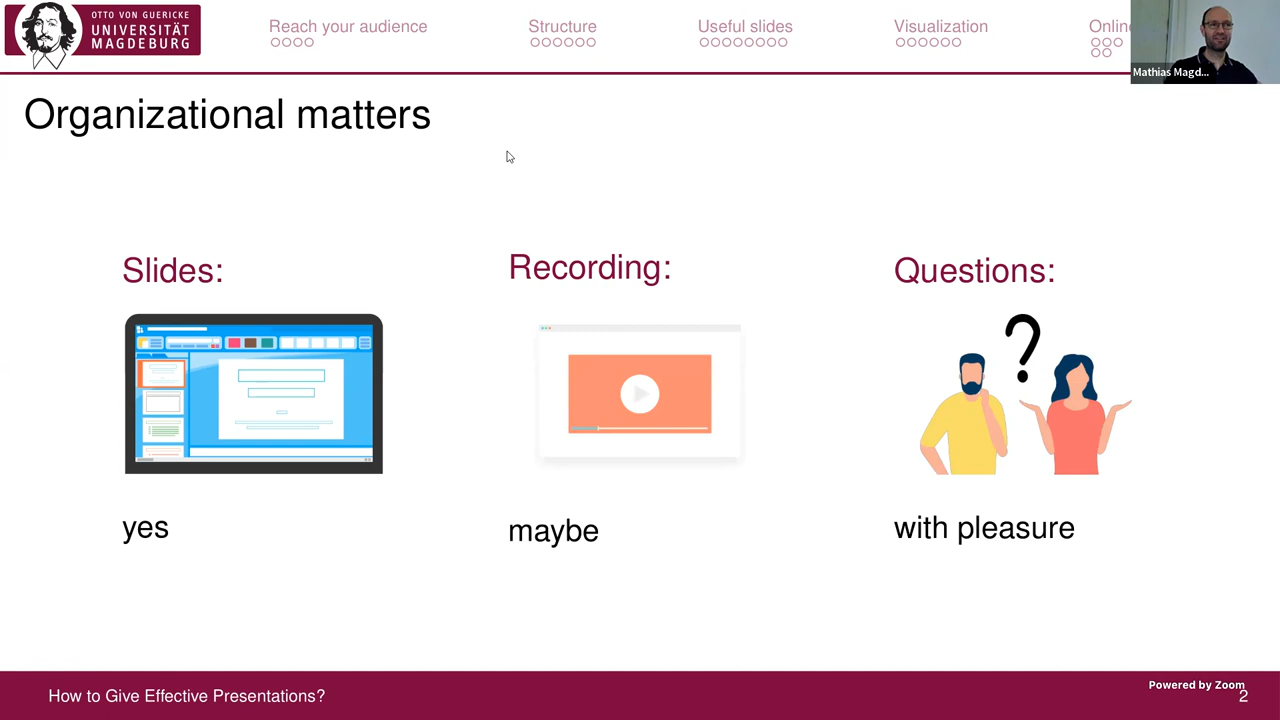 OTTO VON GUERICKE
UNIVERSITÄT
MAGDEBURG
Reach your audience
Structure
Useful slides
Visualization
Online
Mathias Magd...
Organizational matters
Slides:
Recording:
Questions:
?
yes
maybe
with pleasure
How to Give Effective Presentations?
Powered by Zoom
2